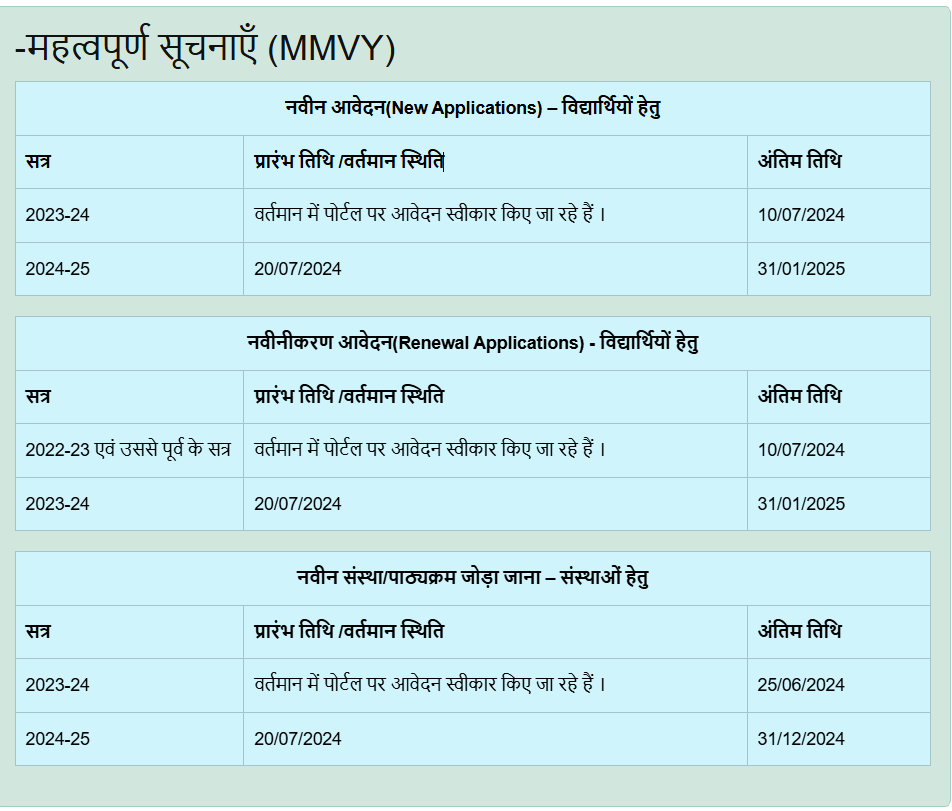 -महत्वपूर्ण सूचनाएँ (MMVY)
नवीन आवेदन(New Applications) – विद्यार्थियों हेतु
सत्र प्रारंभ तिथि /वर्तमान स्थिति अंतिम तिथि
2023-24 वर्तमान में पोर्टल पर आवेदन स्वीकार किए जा रहे हैं । 10/07/2024
2024-25 20/07/2024 31/01/2025
नवीनीकरण आवेदन(Renewal Applications) - विद्यार्थियों हेतु
सत्र प्रारंभ तिथि /वर्तमान स्थिति अंतिम तिथि
2022-23 एवं उससे पूर्व के सत्र वर्तमान में पोर्टल पर आवेदन स्वीकार किए जा रहे हैं । 10/07/2024
2023-24 20/07/2024 31/01/2025
नवीन संस्था/पाठ्यक्रम जोड़ा जाना – संस्थाओं हेतु
सत्र प्रारंभ तिथि /वर्तमान स्थिति अंतिम तिथि
2023-24 वर्तमान में पोर्टल पर आवेदन स्वीकार किए जा रहे हैं । 25/06/2024
2024-25 20/07/2024 31/12/2024